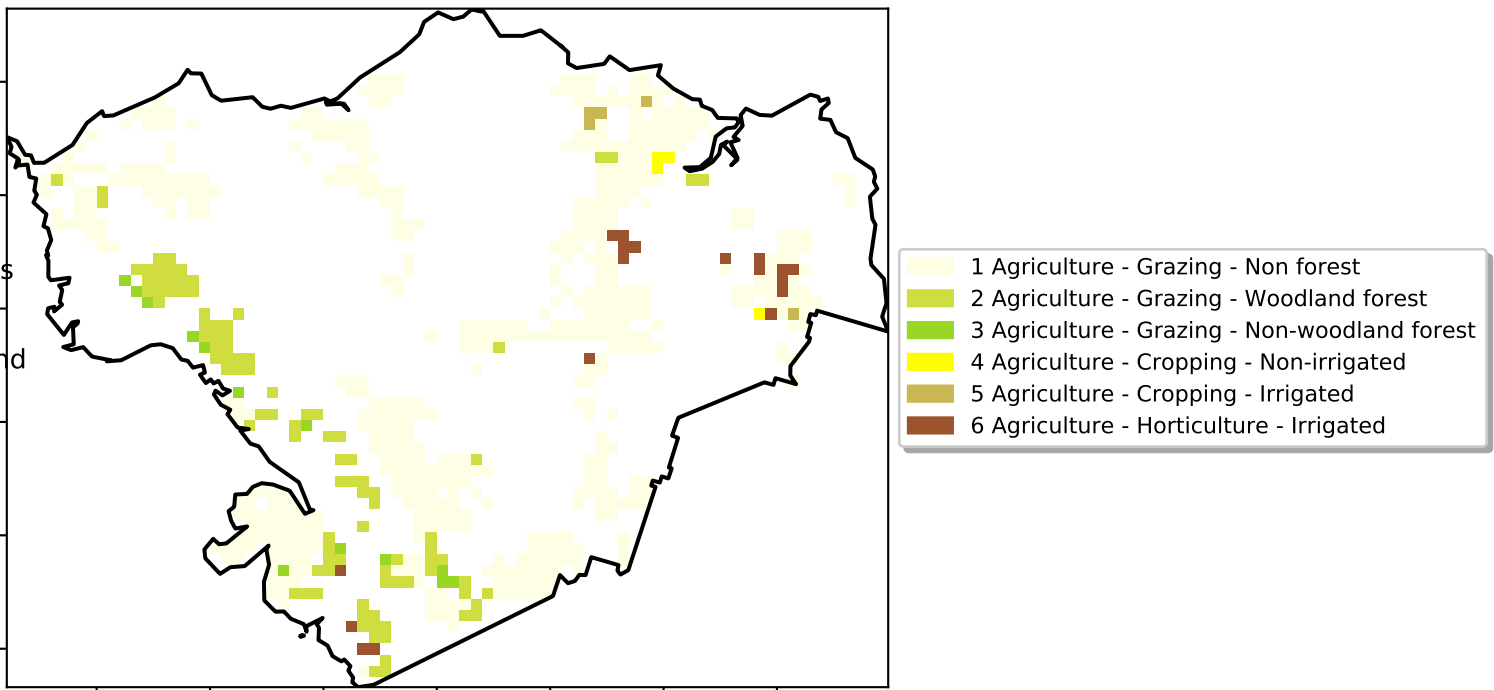 s
nd
1 Agriculture - Grazing - Non forest
2 Agriculture - Grazing - Woodland forest
3 Agriculture - Grazing - Non-woodland forest
4 Agriculture - Cropping - Non-irrigated
5 Agriculture - Cropping - Irrigated
6 Agriculture - Horticulture - Irrigated